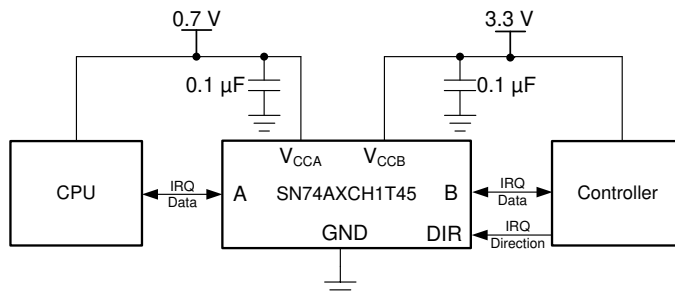 0.7 V
3.3 V
0.1 µF
0.1 µF
V_CCA
V_CCB
CPU
IRQ
Data
A
SN74AXCH1T45
B
IRQ
Data
Controller
GND
DIR
IRQ
Direction